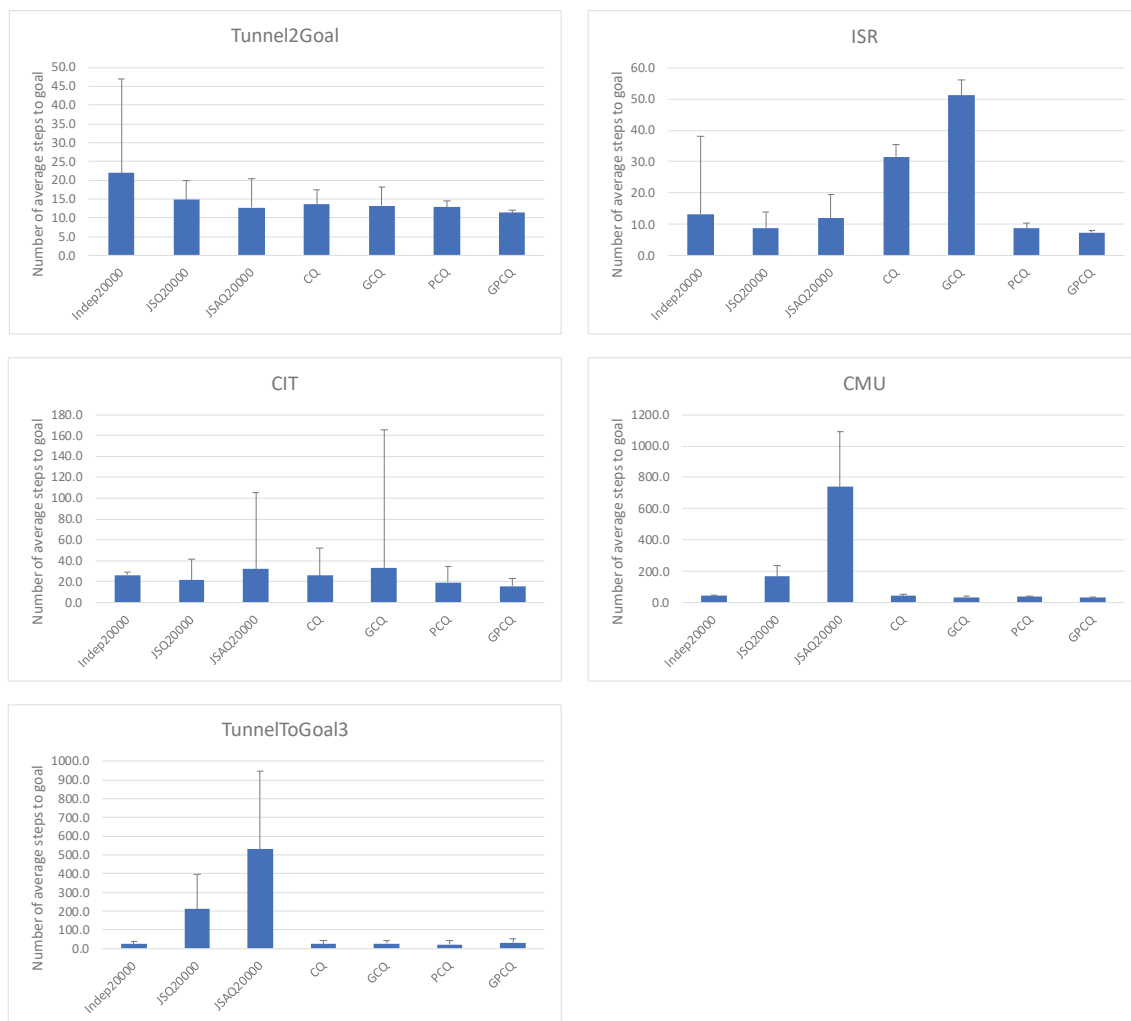 Tunnel2Goal
Number of average steps to goal
50.0
45.0
40.0
35.0
30.0
25.0
20.0
15.0
10.0
5.0
0.0
Indep20000
JSQ20000
JSAQ20000
CQ
GCQ
PCQ
GPCQ
ISR
Number of average steps to goal
60.0
50.0
40.0
30.0
20.0
10.0
0.0
Indep20000
JSQ20000
JSAQ20000
CQ
GCQ
PCQ
GPCQ
CIT
Number of average steps to goal
180.0
160.0
140.0
120.0
100.0
80.0
60.0
40.0
20.0
0.0
Indep20000
JSQ20000
JSAQ20000
CQ
GCQ
PCQ
GPCQ
CMU
Number of average steps to goal
1200.0
1000.0
800.0
600.0
400.0
200.0
0.0
Indep20000
JSQ20000
JSAQ20000
CQ
GCQ
PCQ
GPCQ
TunnelToGoal3
Number of average steps to goal
1000.0
900.0
800.0
700.0
600.0
500.0
400.0
300.0
200.0
100.0
0.0
Indep20000
JSQ20000
JSAQ20000
CQ
GCQ
PCQ
GPCQ